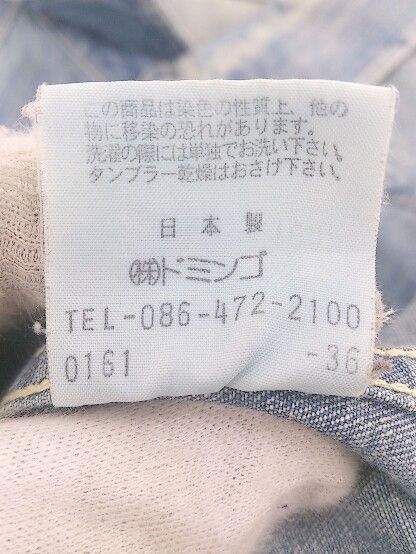 この商品は染色の性質上、他の
物に移染の恐れがあります。
洗濯の際には単独でお洗い下さい。
タンブラー乾燥はおさけ下さい。
日本製
㈱ドミンゴ
TEL-086-472-2100
0161 -36